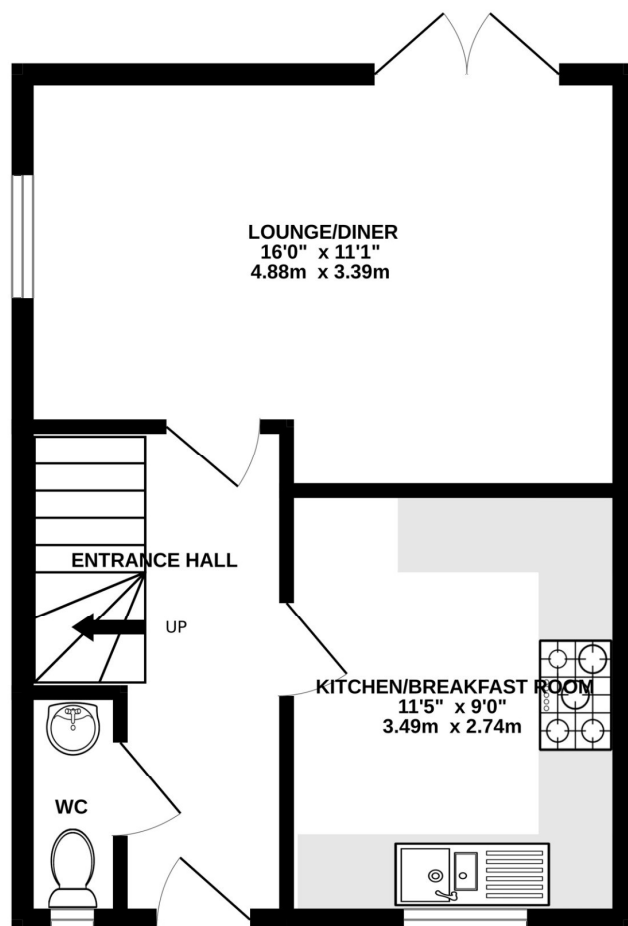 LOUNGE/DINER
16'0" x 11'1"
4.88m x 3.39m
ENTRANCE HALL
UP
KITCHEN/BREAKFAST ROOM
11'5" x 9'0"
3.49m x 2.74m
WC